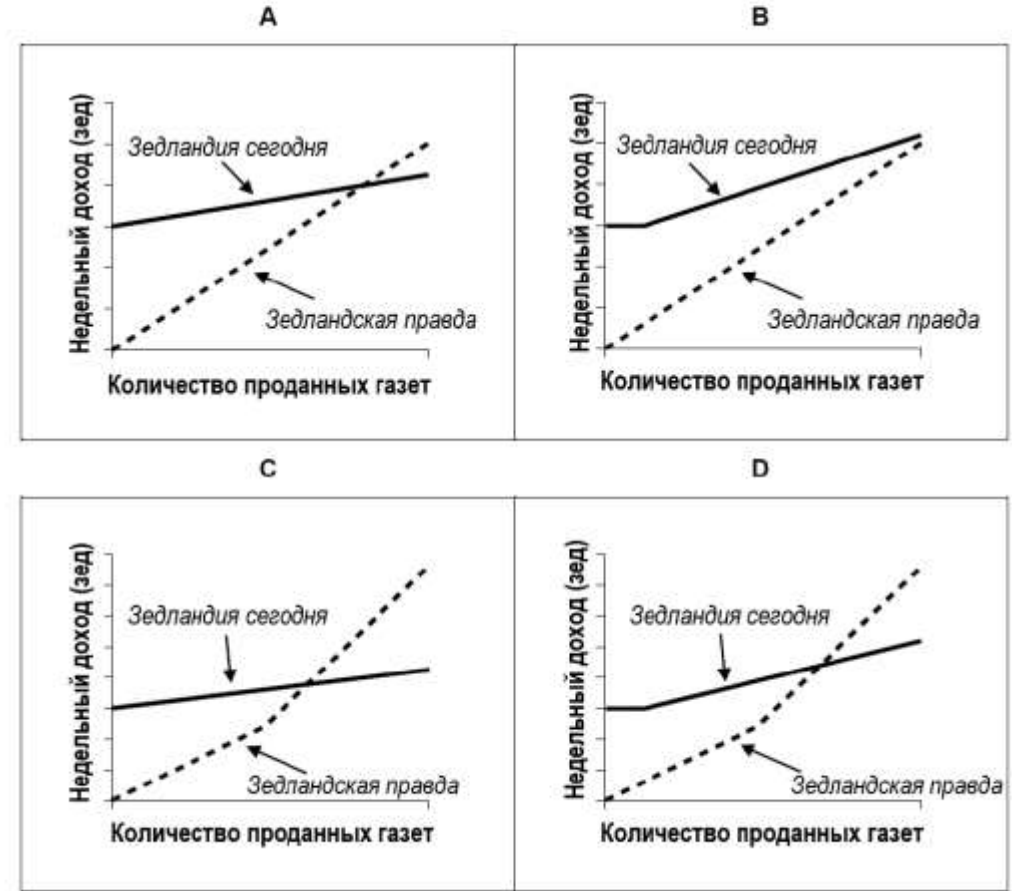 A
B
Недельный доход (зед)
Зедландия сегодня
Зедландская правда
Количество проданных газет
Недельный доход (зед)
Зедландия сегодня
Зедландская правда
Количество проданных газет
C
D
Недельный доход (зед)
Зедландия сегодня
Зедландская правда
Количество проданных газет
Недельный доход (зед)
Зедландия сегодня
Зедландская правда
Количество проданных газет